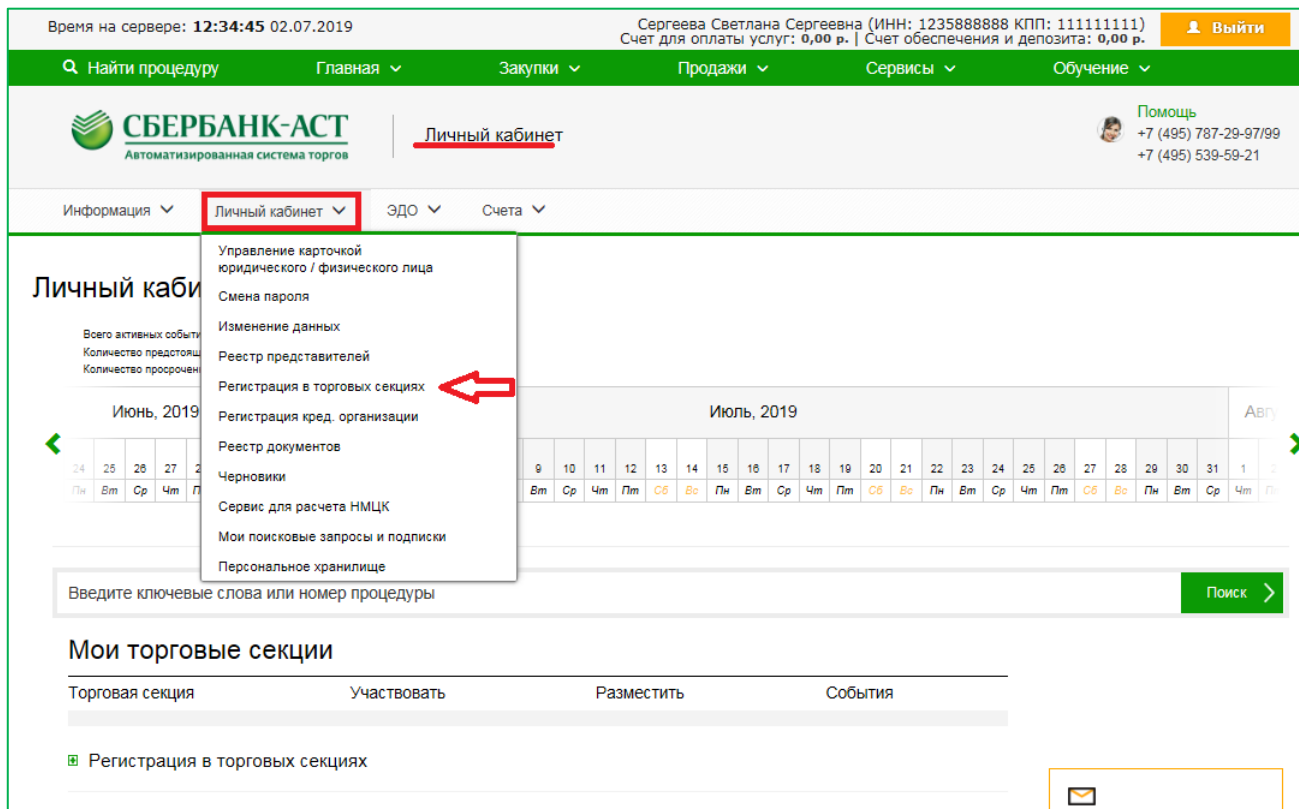 Время на сервере: 12:34:45 02.07.2019
Сергеева Светлана Сергеевна (ИНН: 1235888888 КПП: 111111111)
Счет для оплаты услуг: 0,00 р. | Счет обеспечения и депозита: 0,00 р.
Выйти
Найти процедуру Главная Закупки Продажи Сервисы Обучение
СБЕРБАНК-АСТ
Автоматизированная система торгов
Личный кабинет
Помощь
+7 (495) 787-29-97/99
+7 (495) 539-59-21
Информация Личный кабинет ЭДО Счета
Управление карточкой
юридического / физического лица
Смена пароля
Изменение данных
Реестр представителей
Регистрация в торговых секциях
Регистрация кред. организации
Реестр документов
Черновики
Сервис для расчета НМЦК
Мои поисковые запросы и подписки
Персональное хранилище
Личный каби
Всего активных событи
Количество предстоящ
Количество просрочен
Июнь, 2019 Июль, 2019 Авгу
24 25 26 27 2 9 10 11 12 13 14 15 16 17 18 19 20 21 22 23 24 25 26 27 28 29 30 31 1 2
Пн Вт Ср Чт П Вт Ср Чт Пт Сб Вс Пн Вт Ср Чт Пт Сб Вс Пн Вт Ср Чт Пт Сб Вс Пн Вт Ср Чт Пт
Введите ключевые слова или номер процедуры
Поиск
Мои торговые секции
Торговая секция Участвовать Разместить События
Регистрация в торговых секциях